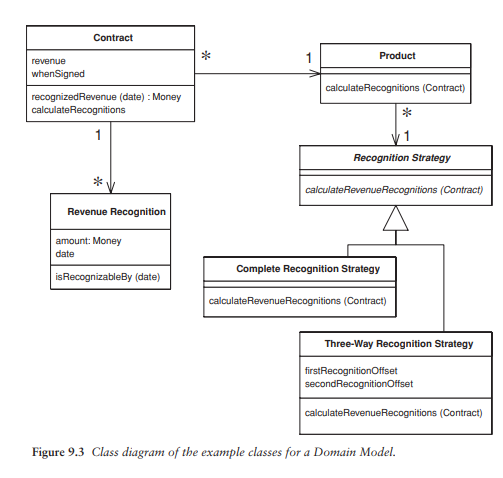 Contract
revenue
whenSigned
recognizedRevenue (date) : Money
calculateRecognitions
*
1
Product
calculateRecognitions (Contract)
*
1
Recognition Strategy
calculateRevenueRecognitions (Contract)
1
*
Revenue Recognition
amount: Money
date
isRecognizableBy (date)
Complete Recognition Strategy
calculateRevenueRecognitions (Contract)
Three-Way Recognition Strategy
firstRecognitionOffset
secondRecognitionOffset
calculateRevenueRecognitions (Contract)
Figure 9.3 Class diagram of the example classes for a Domain Model.